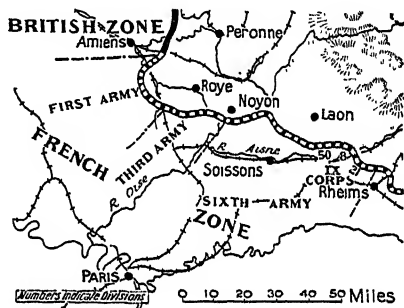 BRITISH ZONE
Amiens
Peronne
Roye
Noyon
Laon
FIRST ARMY
THIRD ARMY
FRENCH
ZONE
R. Oise
R. Aisne
Soissons
50
8
21
IX
CORPS
Rheims
SIXTH ARMY
PARIS
Numbers indicate Divisions
0 10 20 30 40 50 Miles